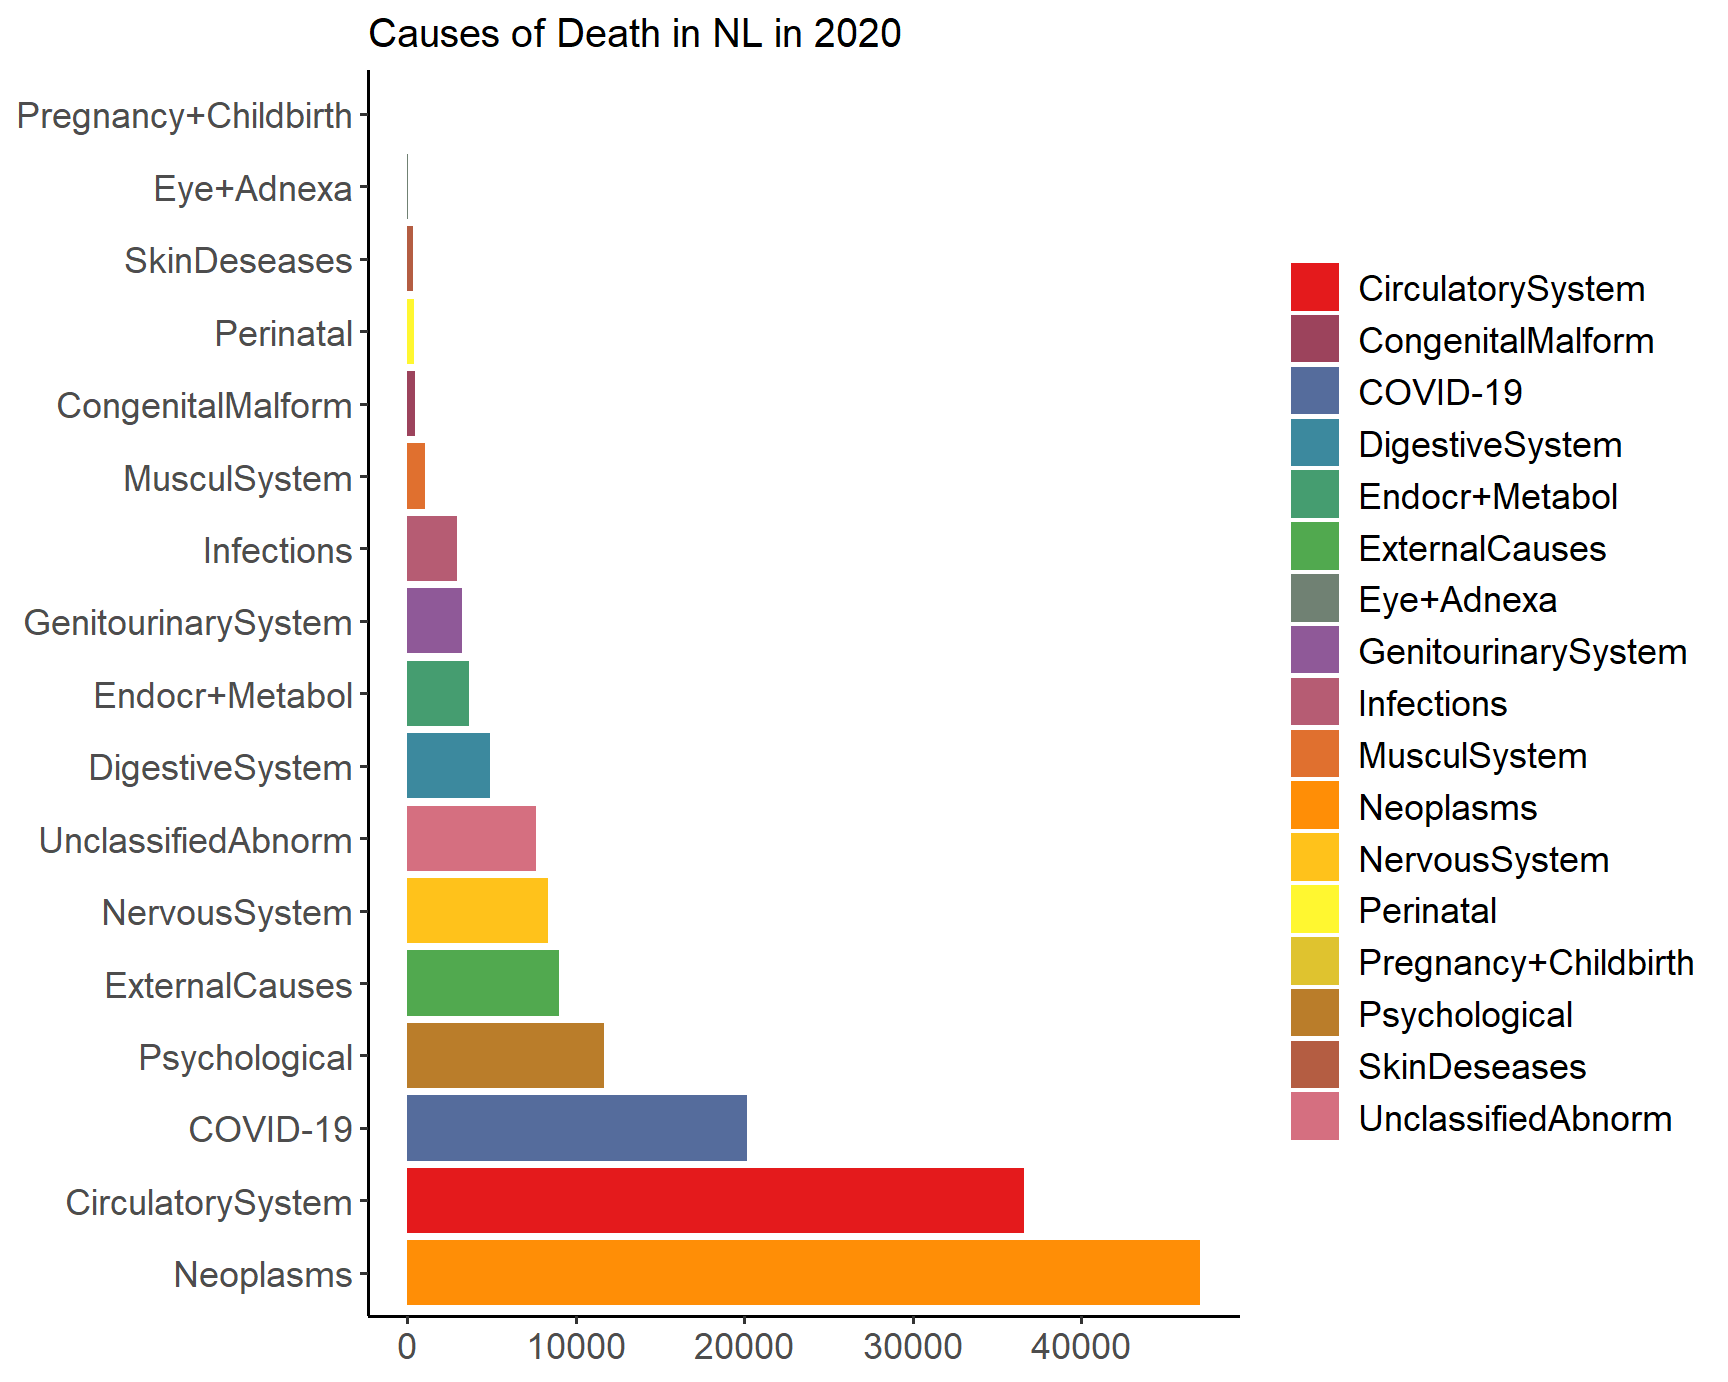 Causes of Death in NL in 2020
Pregnancy+Childbirth
Eye+Adnexa
SkinDeseases
Perinatal
CongenitalMalform
MusculSystem
Infections
GenitourinarySystem
Endocr+Metabol
DigestiveSystem
UnclassifiedAbnorm
NervousSystem
ExternalCauses
Psychological
COVID-19
CirculatorySystem
Neoplasms
0 10000 20000 30000 40000
CirculatorySystem
CongenitalMalform
COVID-19
DigestiveSystem
Endocr+Metabol
ExternalCauses
Eye+Adnexa
GenitourinarySystem
Infections
MusculSystem
Neoplasms
NervousSystem
Perinatal
Pregnancy+Childbirth
Psychological
SkinDeseases
UnclassifiedAbnorm